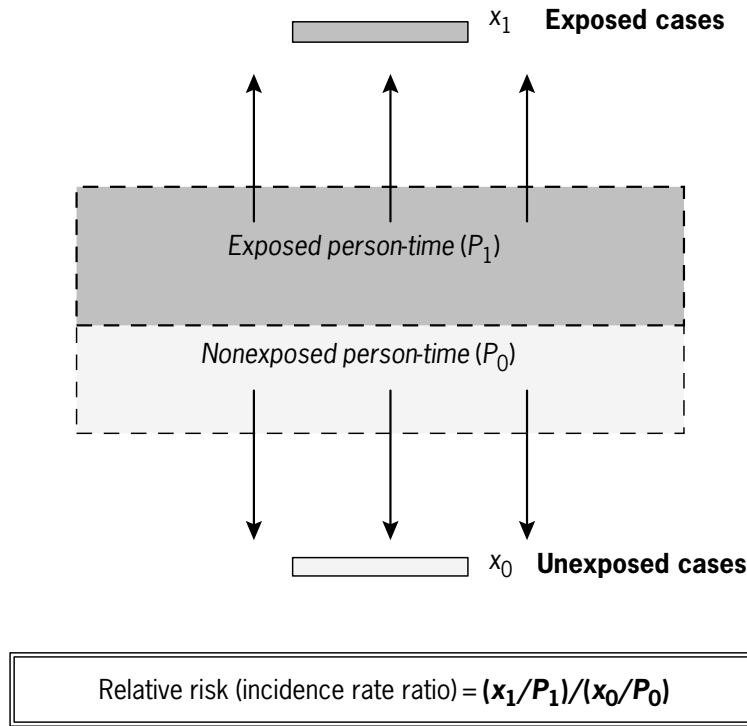 x₁ Exposed cases
Exposed person-time (P₁)
Nonexposed person-time (P₀)
x₀ Unexposed cases
Relative risk (incidence rate ratio) = (x₁/P₁)/(x₀/P₀)